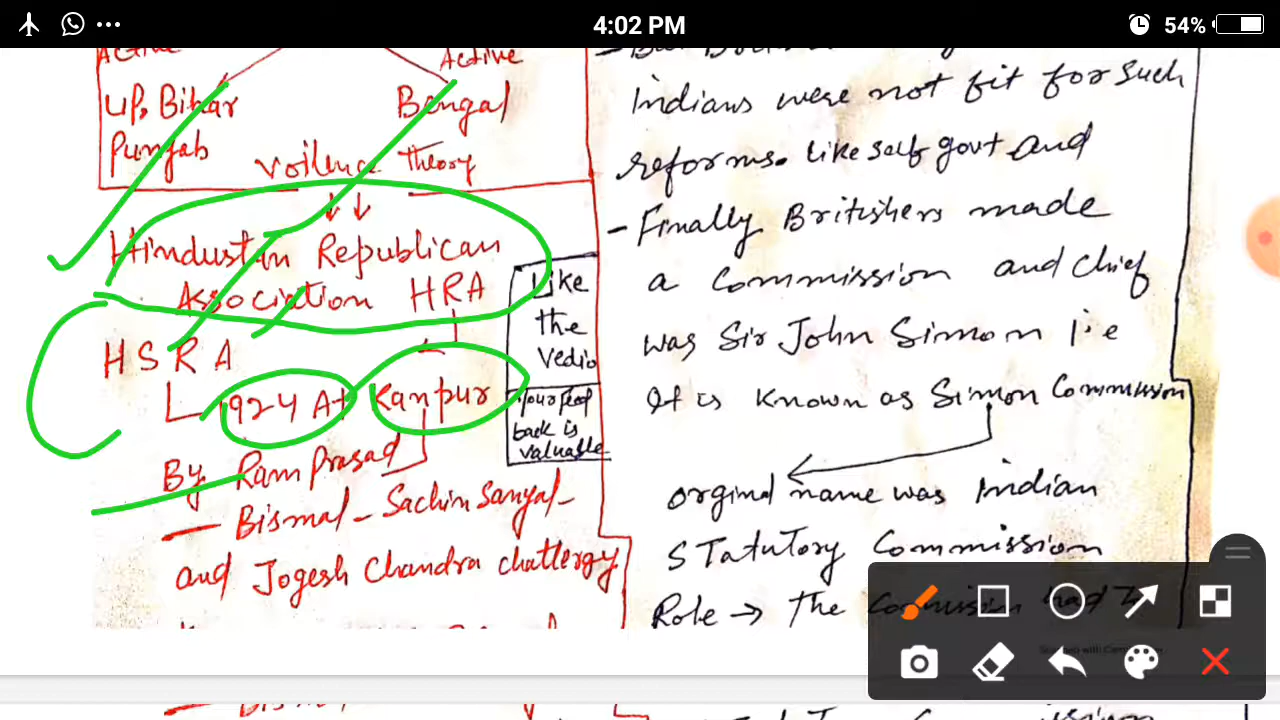 4:02 PM
54%
Active
Active
UP, Bihar
Punjab
Bengal
Voilence Theory
Hindustan Republican
Association HRA
HSRA
1924 At Kanpur
By Ram Prasad
- Bismal - Sachin Sanyal -
and Jogesh Chandra chattergy
Like
the
Vedio
your feed
back is
valuable
Indians were not fit for such
reforms. like self govt and
- Finally Britishers made
a Commission and chief
was Sir John Simon i.e
It is known as Simon Commission
orginal name was Indian
STatutory Commission
Role → The Commission had